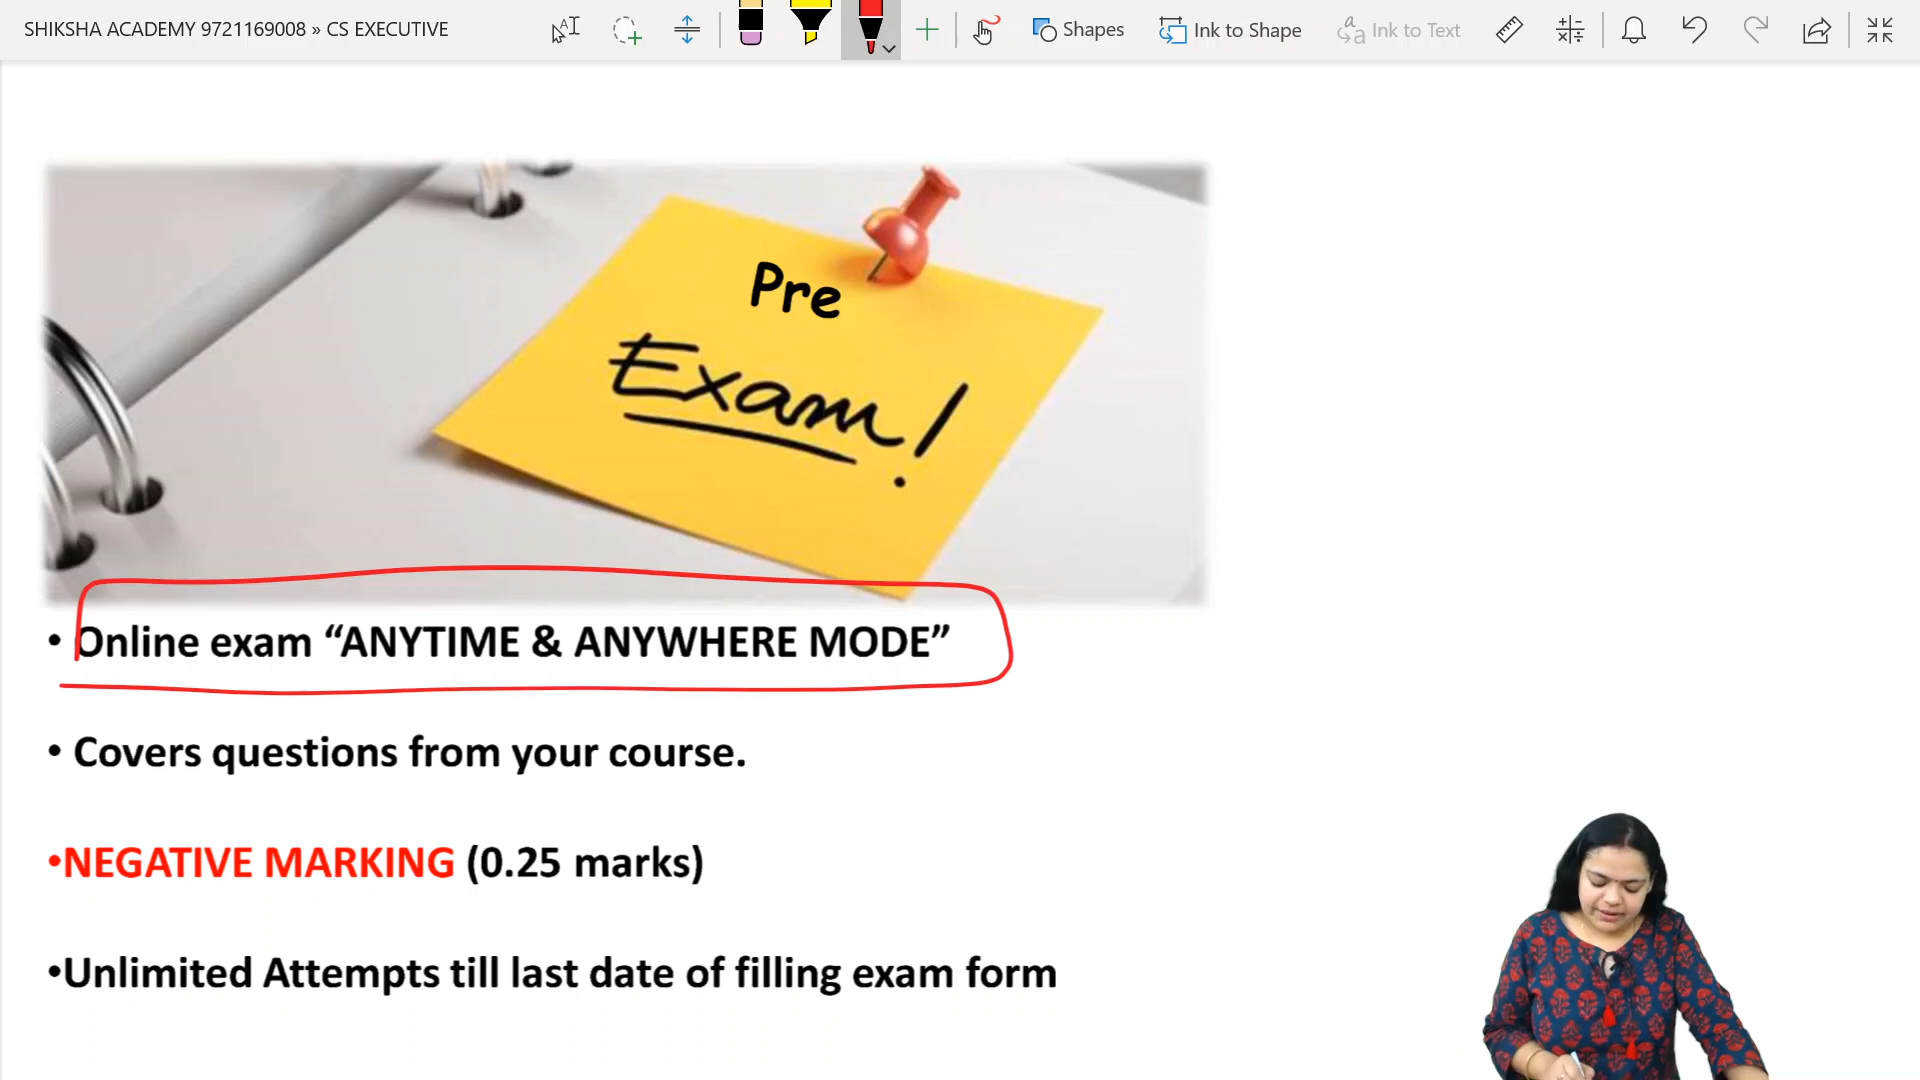 SHIKSHA ACADEMY 9721169008 » CS EXECUTIVE
Shapes
Ink to Shape
Ink to Text
Pre
Exam!
• Online exam “ANYTIME & ANYWHERE MODE”
• Covers questions from your course.
•NEGATIVE MARKING (0.25 marks)
•Unlimited Attempts till last date of filling exam form